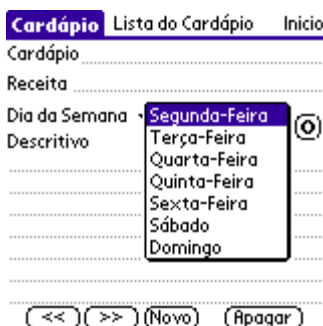 Cardápio Lista do Cardápio Inicio
Cardápio
Receita
Dia da Semana Segunda-Feira
Descritivo Terça-Feira
Quarta-Feira
Quinta-Feira
Sexta-Feira
Sábado
Domingo
O
<< >> Novo Apagar